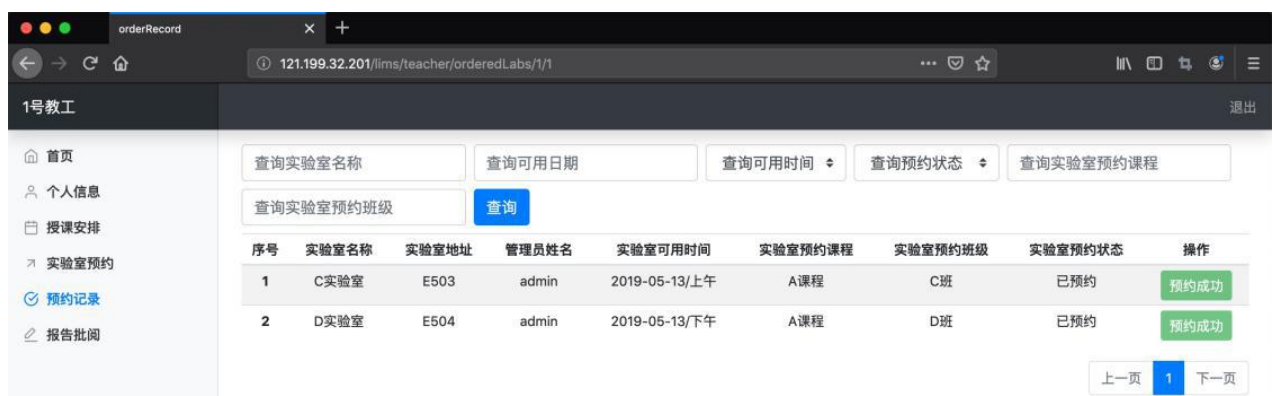 orderRecord
121.199.32.201/lims/teacher/orderedLabs/1/1
1号教工
退出
首页
个人信息
授课安排
实验室预约
预约记录
报告批阅
查询实验室名称 查询可用日期 查询可用时间 查询预约状态 查询实验室预约课程
查询实验室预约班级 查询
序号 实验室名称 实验室地址 管理员姓名 实验室可用时间 实验室预约课程 实验室预约班级 实验室预约状态 操作
1 C实验室 E503 admin 2019-05-13/上午 A课程 C班 已预约 预约成功
2 D实验室 E504 admin 2019-05-13/下午 A课程 D班 已预约 预约成功
上一页 1 下一页